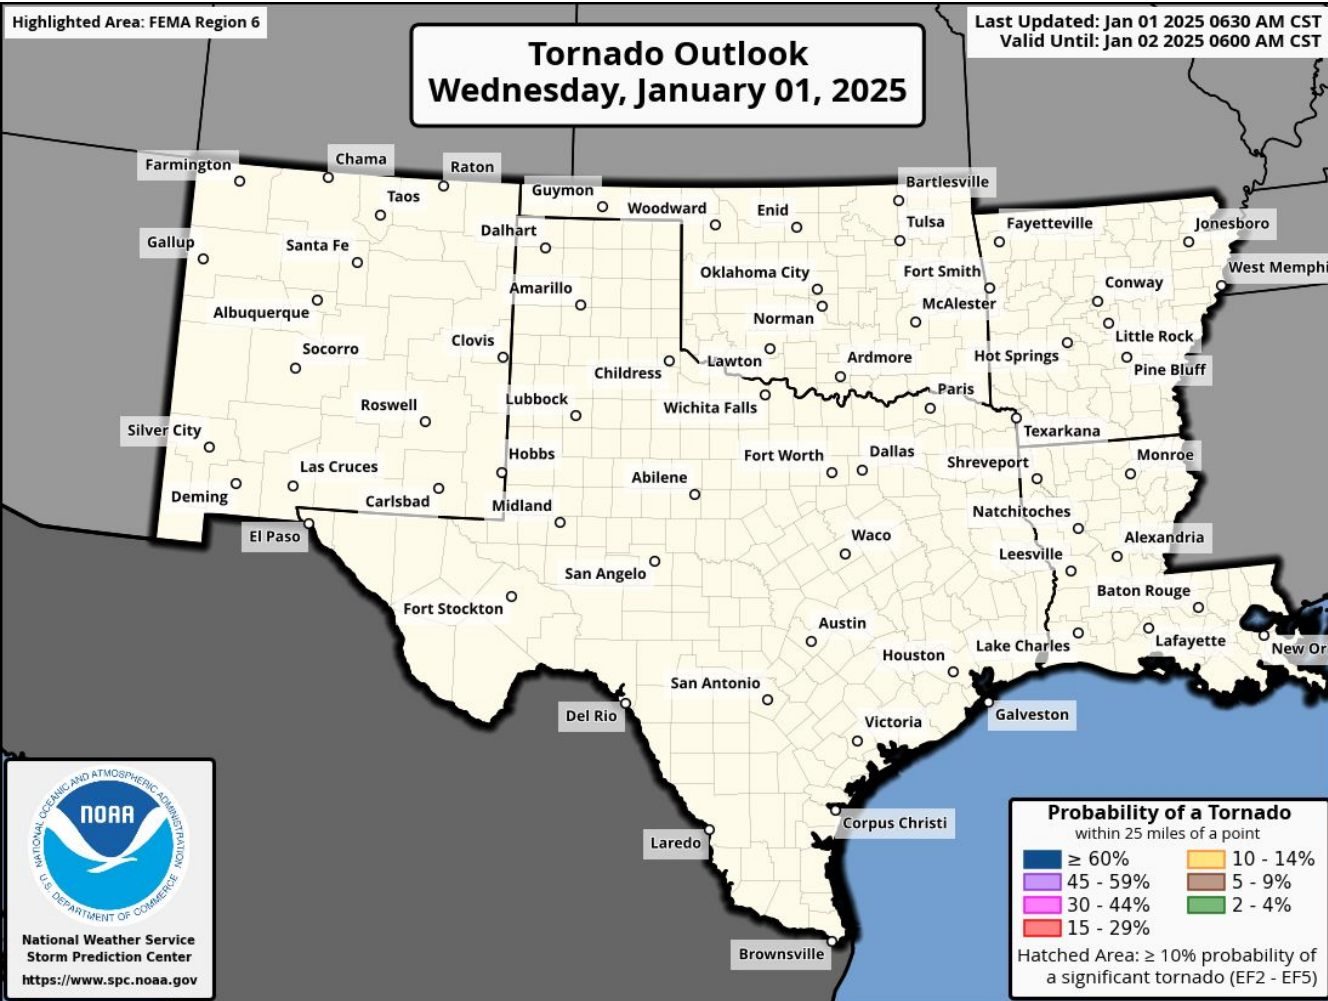 Highlighted Area: FEMA Region 6
Last Updated: Jan 01 2025 0630 AM CST
Valid Until: Jan 02 2025 0600 AM CST
Tornado Outlook
Wednesday, January 01, 2025
Farmington
Chama
Raton
Taos
Guymon
Woodward
Enid
Bartlesville
Tulsa
Fayetteville
Jonesboro
Gallup
Santa Fe
Dalhart
Oklahoma City
Fort Smith
West Memphi
Amarillo
Conway
Albuquerque
Norman
McAlester
Socorro
Clovis
Childress
Lawton
Ardmore
Hot Springs
Little Rock
Pine Bluff
Roswell
Lubbock
Wichita Falls
Paris
Silver City
Texarkana
Las Cruces
Hobbs
Abilene
Fort Worth
Dallas
Shreveport
Monroe
Deming
Carlsbad
Midland
Natchitoches
El Paso
Waco
Leesville
Alexandria
San Angelo
Baton Rouge
Fort Stockton
Austin
Lake Charles
Lafayette
New Or
Houston
San Antonio
Del Rio
Victoria
Galveston
Corpus Christi
Laredo
Brownsville
NATIONAL OCEANIC AND ATMOSPHERIC ADMINISTRATION
NOAA
U.S. DEPARTMENT OF COMMERCE
National Weather Service
Storm Prediction Center
https://www.spc.noaa.gov
Probability of a Tornado
within 25 miles of a point
≥ 60%
10 - 14%
45 - 59%
5 - 9%
30 - 44%
2 - 4%
15 - 29%
Hatched Area: ≥ 10% probability of
a significant tornado (EF2 - EF5)